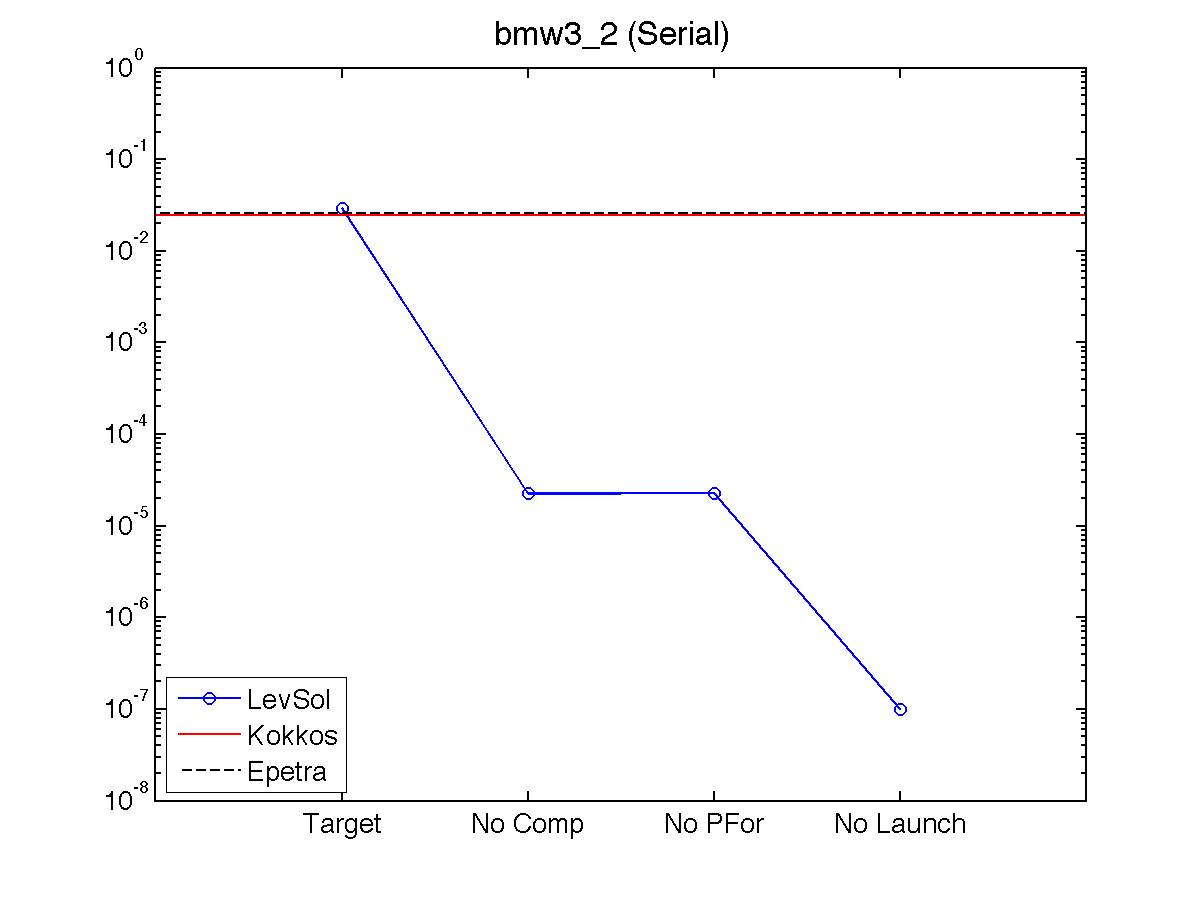 bmw3_2 (Serial)
10^0
10^-1
10^-2
10^-3
10^-4
10^-5
10^-6
10^-7
10^-8
LevSol
Kokkos
Epetra
Target No Comp No PFor No Launch